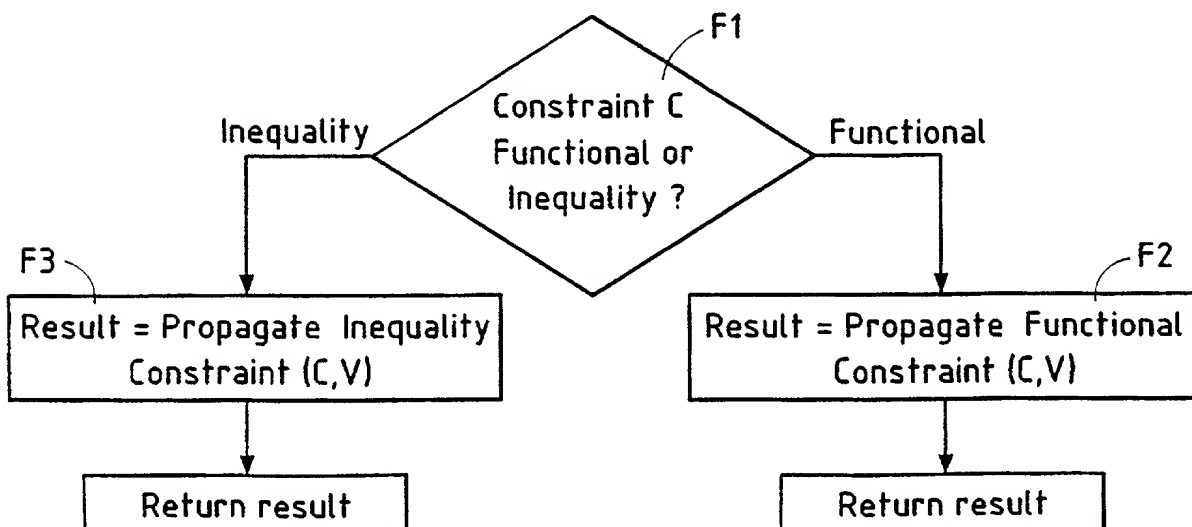 F1
Constraint C
Functional or
Inequality ?
Inequality
Functional
F3
Result = Propagate Inequality
Constraint (C,V)
Return result
F2
Result = Propagate Functional
Constraint (C,V)
Return result